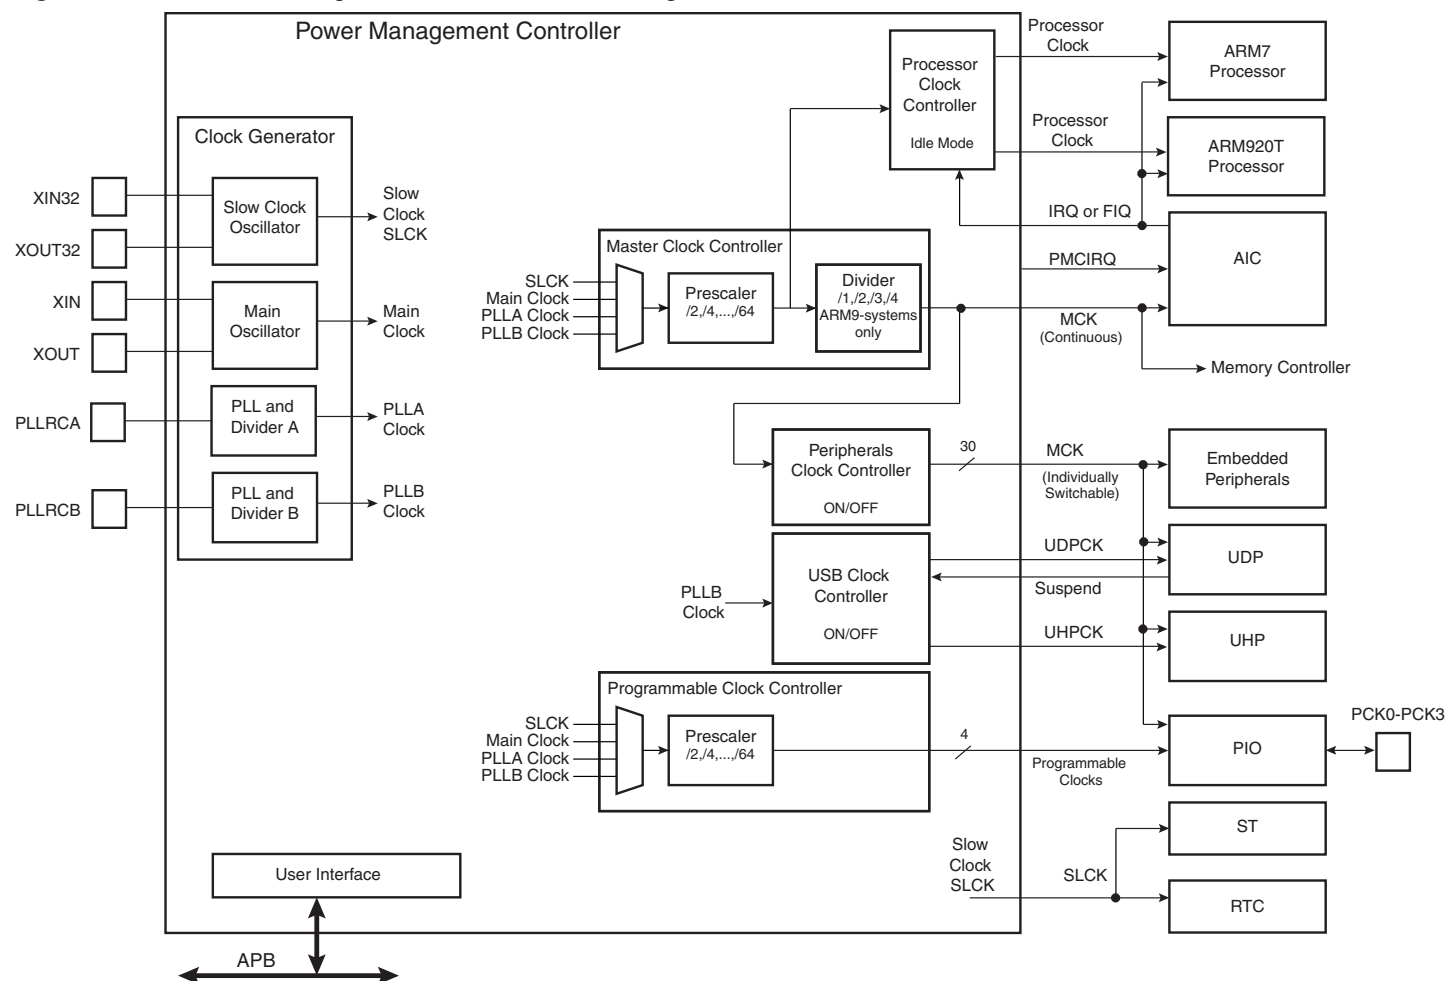 Power Management Controller
Processor
Clock
ARM7
Processor
Processor
Clock
Controller
Idle Mode
Processor
Clock
ARM920T
Processor
Clock Generator
XIN32
Slow Clock
Oscillator
Slow
Clock
SLCK
XOUT32
IRQ or FIQ
AIC
PMCIRQ
Master Clock Controller
SLCK
Main Clock
PLLA Clock
PLLB Clock
Prescaler
/2,/4,...,/64
Divider
/1,/2,/3,/4
ARM9-systems
only
MCK
(Continuous)
XIN
Main
Oscillator
Main
Clock
XOUT
Memory Controller
PLLRCA
PLL and
Divider A
PLLA
Clock
Peripherals
Clock Controller
ON/OFF
30
MCK
(Individually
Switchable)
Embedded
Peripherals
PLLRCB
PLL and
Divider B
PLLB
Clock
UDPCK
UDP
Suspend
PLLB
Clock
USB Clock
Controller
ON/OFF
UHPCK
UHP
Programmable Clock Controller
SLCK
Main Clock
PLLA Clock
PLLB Clock
Prescaler
/2,/4,...,/64
4
Programmable
Clocks
PIO
PCK0-PCK3
ST
Slow
Clock
SLCK
SLCK
RTC
User Interface
APB